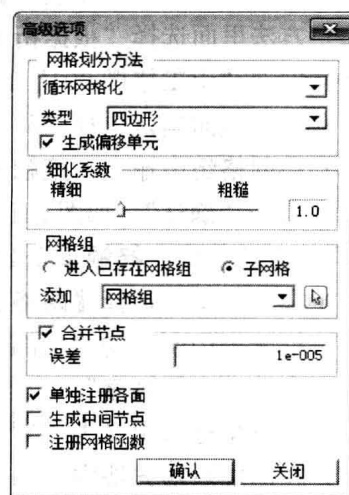 高级选项
网格划分方法
循环网格化
类型 四边形
生成偏移单元
细化系数
精细 粗糙
1.0
网格组
进入已存在网格组 子网格
添加 网格组
合并节点
误差 1e-005
单独注册各面
生成中间节点
注册网格函数
确认 关闭